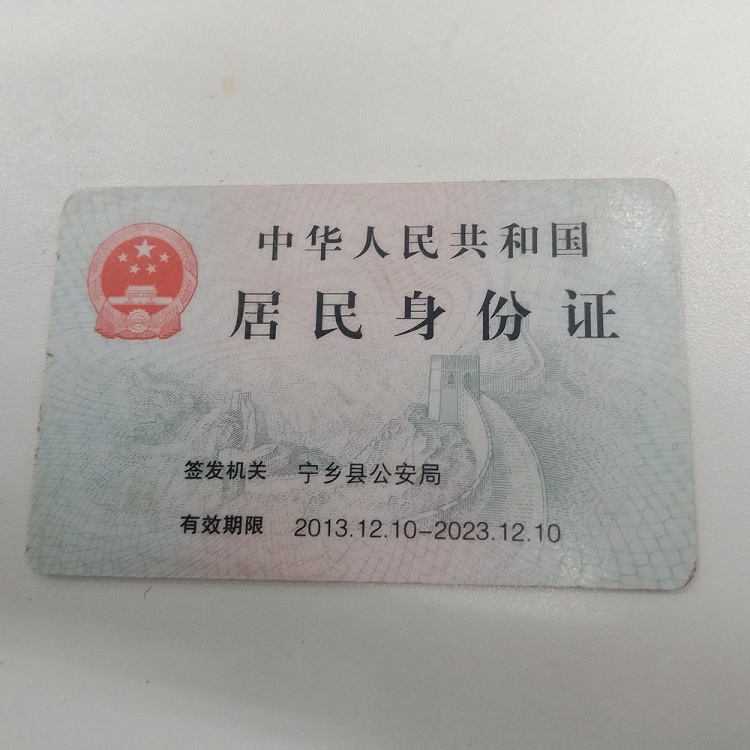 中华人民共和国
居民身份证
签发机关 宁乡县公安局
有效期限 2013.12.10-2023.12.10